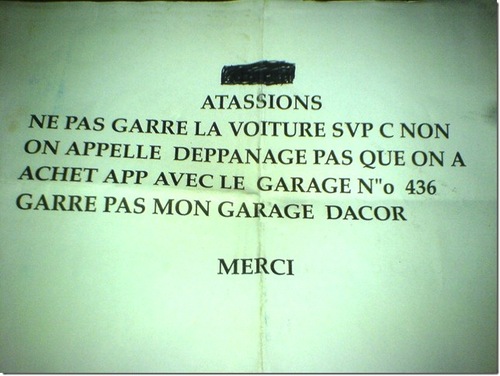 ATASSIONS
NE PAS GARRE LA VOITURE SVP C NON
ON APPELLE DEPPANAGE PAS QUE ON A
ACHET APP AVEC LE GARAGE N"o 436
GARRE PAS MON GARAGE DACOR
MERCI